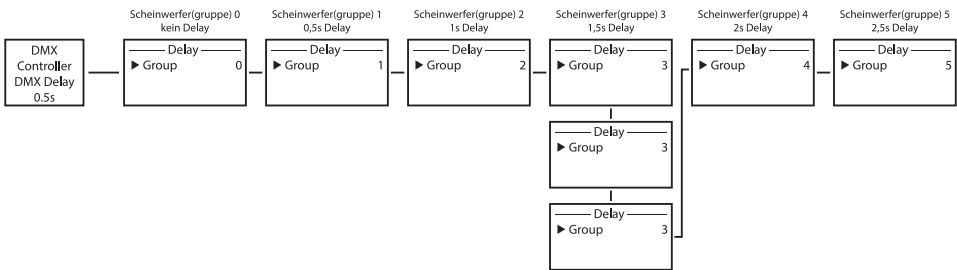 Scheinwerfer(gruppe) 0
kein Delay
Scheinwerfer(gruppe) 1
0,5s Delay
Scheinwerfer(gruppe) 2
1s Delay
Scheinwerfer(gruppe) 3
1,5s Delay
Scheinwerfer(gruppe) 4
2s Delay
Scheinwerfer(gruppe) 5
2,5s Delay
DMX
Controller
DMX Delay
0.5s
Delay
▶ Group 0
Delay
▶ Group 1
Delay
▶ Group 2
Delay
▶ Group 3
Delay
▶ Group 4
Delay
▶ Group 5
Delay
▶ Group 3
Delay
▶ Group 3